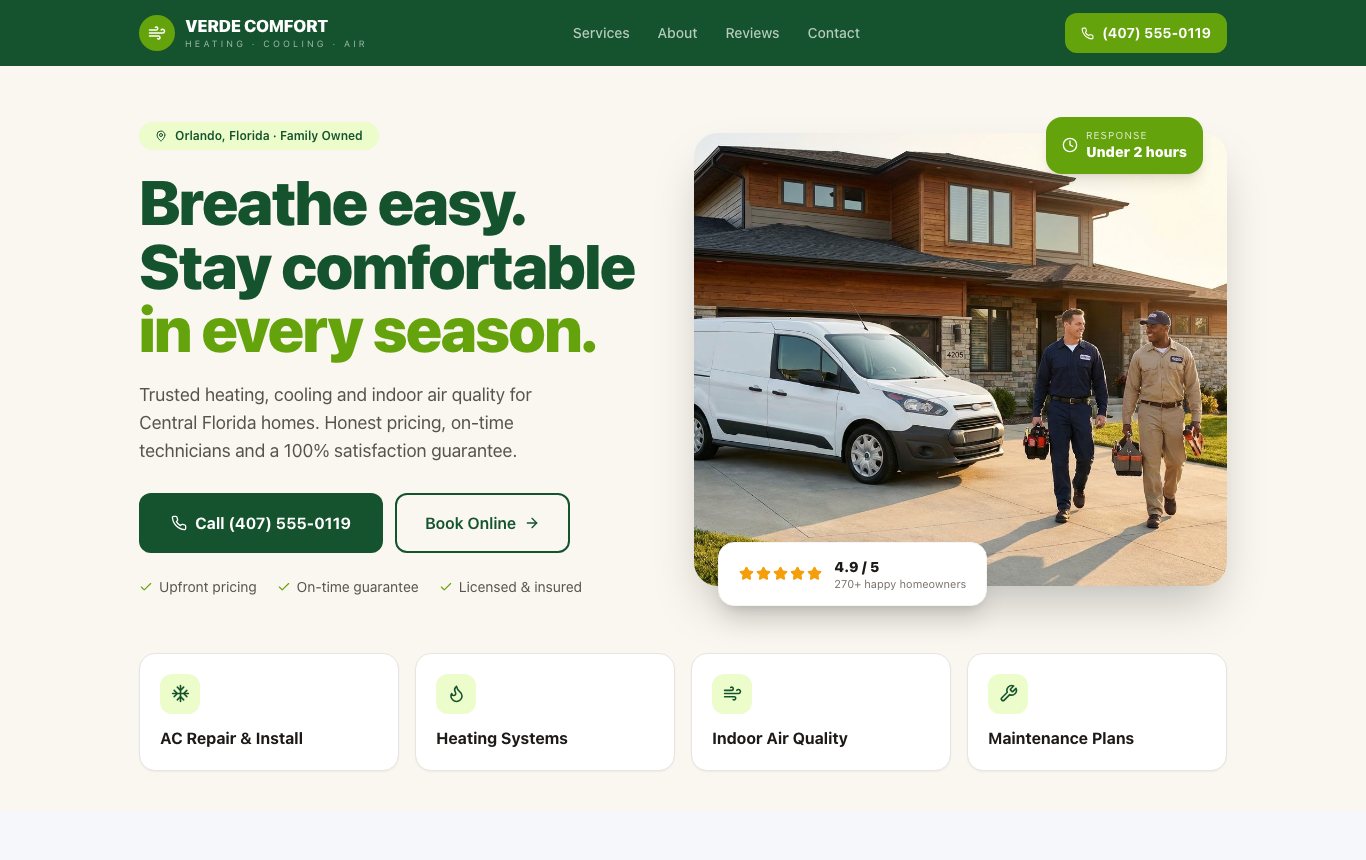 VERDE COMFORT
HEATING · COOLING · AIR
Services
About
Reviews
Contact
(407) 555-0119
Orlando, Florida · Family Owned
Breathe easy.
Stay comfortable
in every season.
Trusted heating, cooling and indoor air quality for
Central Florida homes. Honest pricing, on-time
technicians and a 100% satisfaction guarantee.
Call (407) 555-0119
Book Online
Upfront pricing
On-time guarantee
Licensed & insured
RESPONSE
Under 2 hours
4205
4.9 / 5
270+ happy homeowners
AC Repair & Install
Heating Systems
Indoor Air Quality
Maintenance Plans